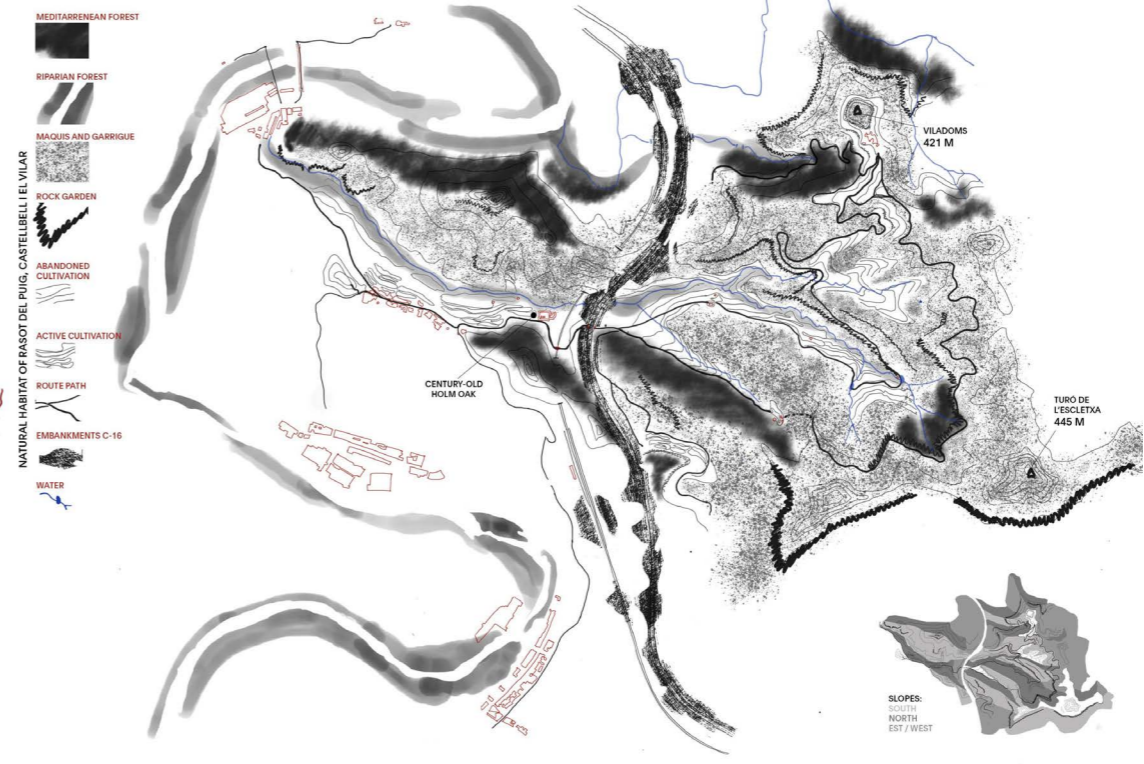 MEDITARRENEAN FOREST
RIPARIAN FOREST
MAQUIS AND GARRIGUE
ROCK GARDEN
ABANDONED
CULTIVATION
ACTIVE CULTIVATION
ROUTE PATH
EMBANKMENTS C-16
WATER
NATURAL HABITAT OF RASOT DEL PUIG, CASTELLBELL I EL VILAR
VILADOMS
421 M
CENTURY-OLD
HOLM OAK
TURÓ DE
L'ESCLETXA
445 M
SLOPES:
SOUTH
NORTH
EST / WEST